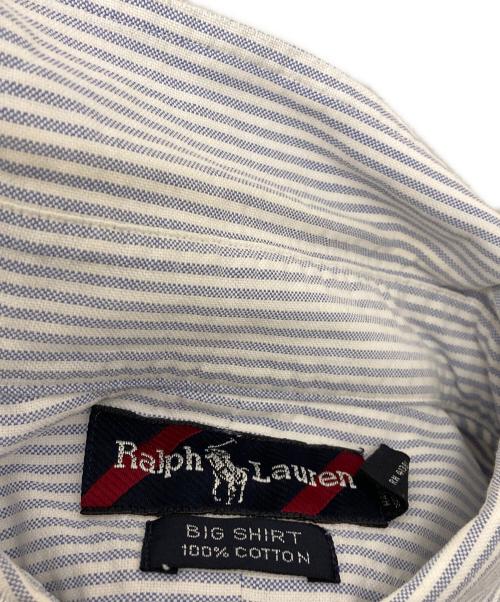 Ralph Lauren
BIG SHIRT
100% COTTON